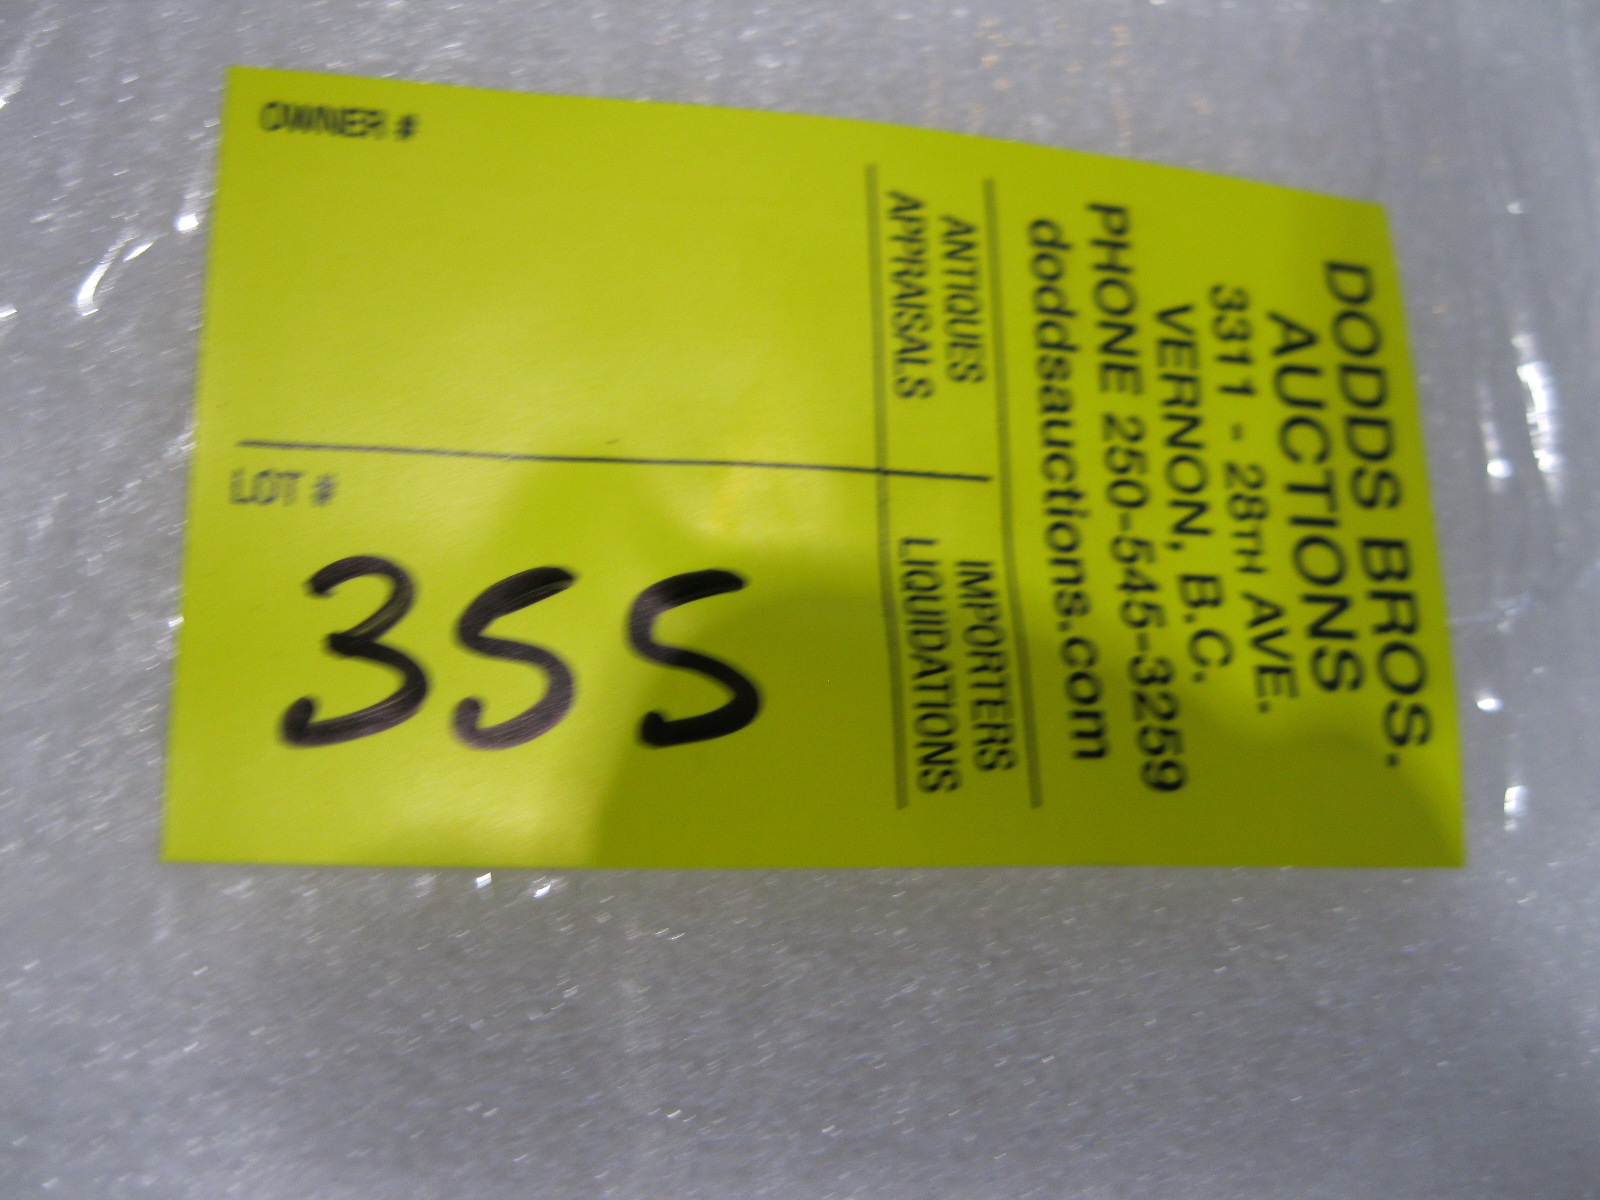 DODDS BROS.
AUCTIONS
3311 - 28TH AVE.
VERNON, B.C.
PHONE 250-545-3259
doddsauctions.com
ANTIQUES IMPORTERS
APPRAISALS LIQUIDATIONS
OWNER #
LOT #
355